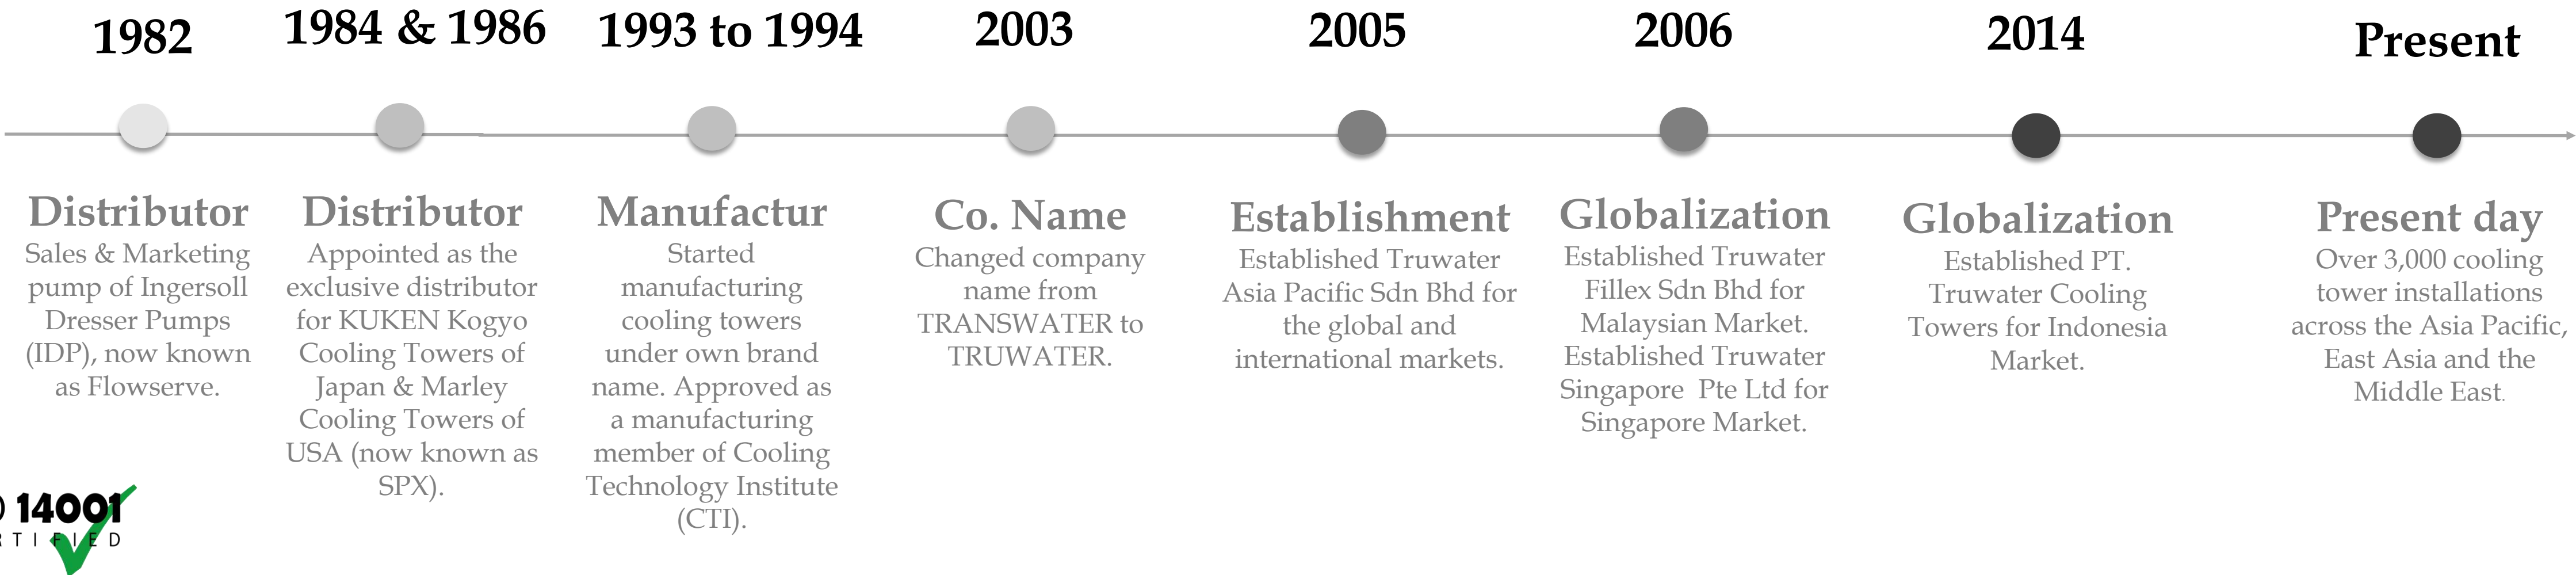 1982
Distributor
Sales & Marketing
pump of Ingersoll
Dresser Pumps
(IDP), now known
as Flowserve.
1984 & 1986
Distributor
Appointed as the
exclusive distributor
for KUKEN Kogyo
Cooling Towers of
Japan & Marley
Cooling Towers of
USA (now known as
SPX).
1993 to 1994
Manufactur
Started
manufacturing
cooling towers
under own brand
name. Approved as
a manufacturing
member of Cooling
Technology Institute
(CTI).
2003
Co. Name
Changed company
name from
TRANSWATER to
TRUWATER.
2005
Establishment
Established Truwater
Asia Pacific Sdn Bhd for
the global and
international markets.
2006
Globalization
Established Truwater
Fillex Sdn Bhd for
Malaysian Market.
Established Truwater
Singapore  Pte Ltd for
Singapore Market.
2014
Globalization
Established PT.
Truwater Cooling
Towers for Indonesia
Market.
Present
Present day
Over 3,000 cooling
tower installations
across the Asia Pacific,
East Asia and the
Middle East.
14001
RTIFIED